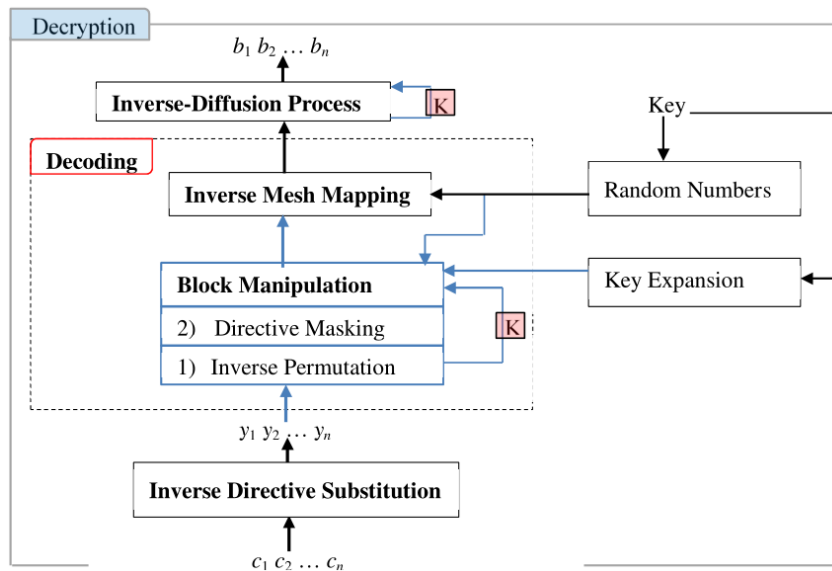 Decryption
b₁ b₂ … bₙ
Inverse-Diffusion Process
K
Key
Decoding
Inverse Mesh Mapping
Random Numbers
Block Manipulation
Key Expansion
2) Directive Masking
K
1) Inverse Permutation
y₁ y₂ … yₙ
Inverse Directive Substitution
c₁ c₂ … cₙ